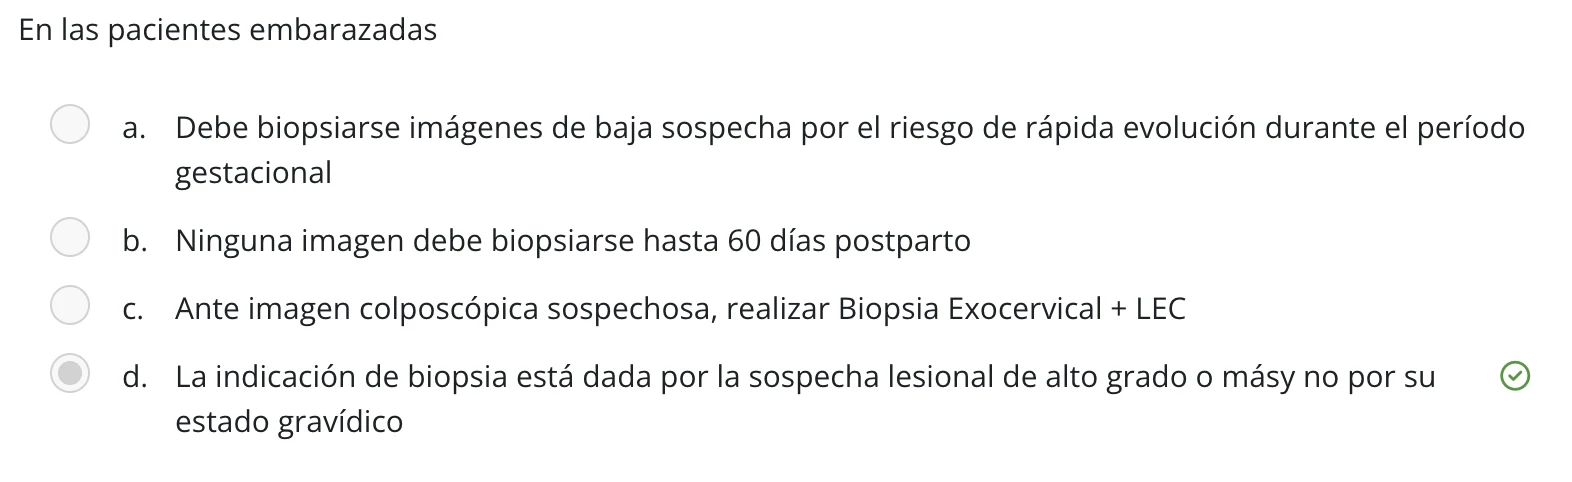 En las pacientes embarazadas
a. Debe biopsiarse imágenes de baja sospecha por el riesgo de rápida evolución durante el período
gestacional
b. Ninguna imagen debe biopsiarse hasta 60 días postparto
c. Ante imagen colposcópica sospechosa, realizar Biopsia Exocervical + LEC
d. La indicación de biopsia está dada por la sospecha lesional de alto grado o másy no por su
estado gravídico